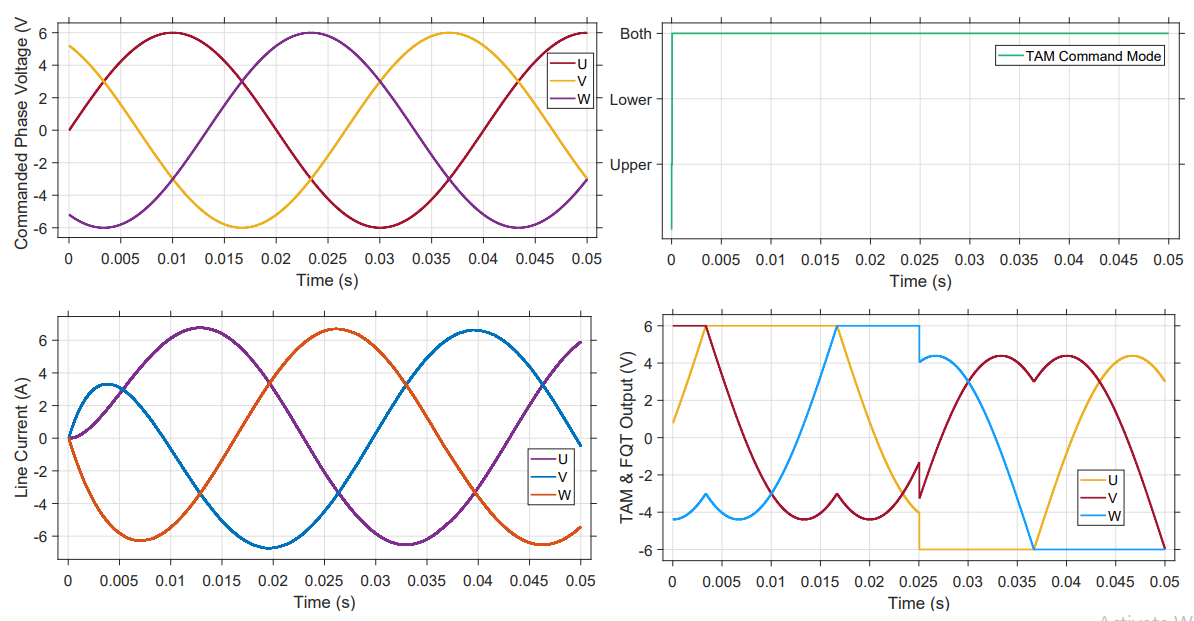 Commanded Phase Voltage (V
6
4
2
0
-2
-4
-6
0 0.005 0.01 0.015 0.02 0.025 0.03 0.035 0.04 0.045 0.05
Time (s)
U
V
W
Both
Lower
Upper
TAM Command Mode
0 0.005 0.01 0.015 0.02 0.025 0.03 0.035 0.04 0.045 0.05
Time (s)
Line Current (A)
6
4
2
0
-2
-4
-6
0 0.005 0.01 0.015 0.02 0.025 0.03 0.035 0.04 0.045 0.05
Time (s)
U
V
W
TAM & FQT Output (V)
6
4
2
0
-2
-4
-6
0 0.005 0.01 0.015 0.02 0.025 0.03 0.035 0.04 0.045 0.05
Time (s)
U
V
W